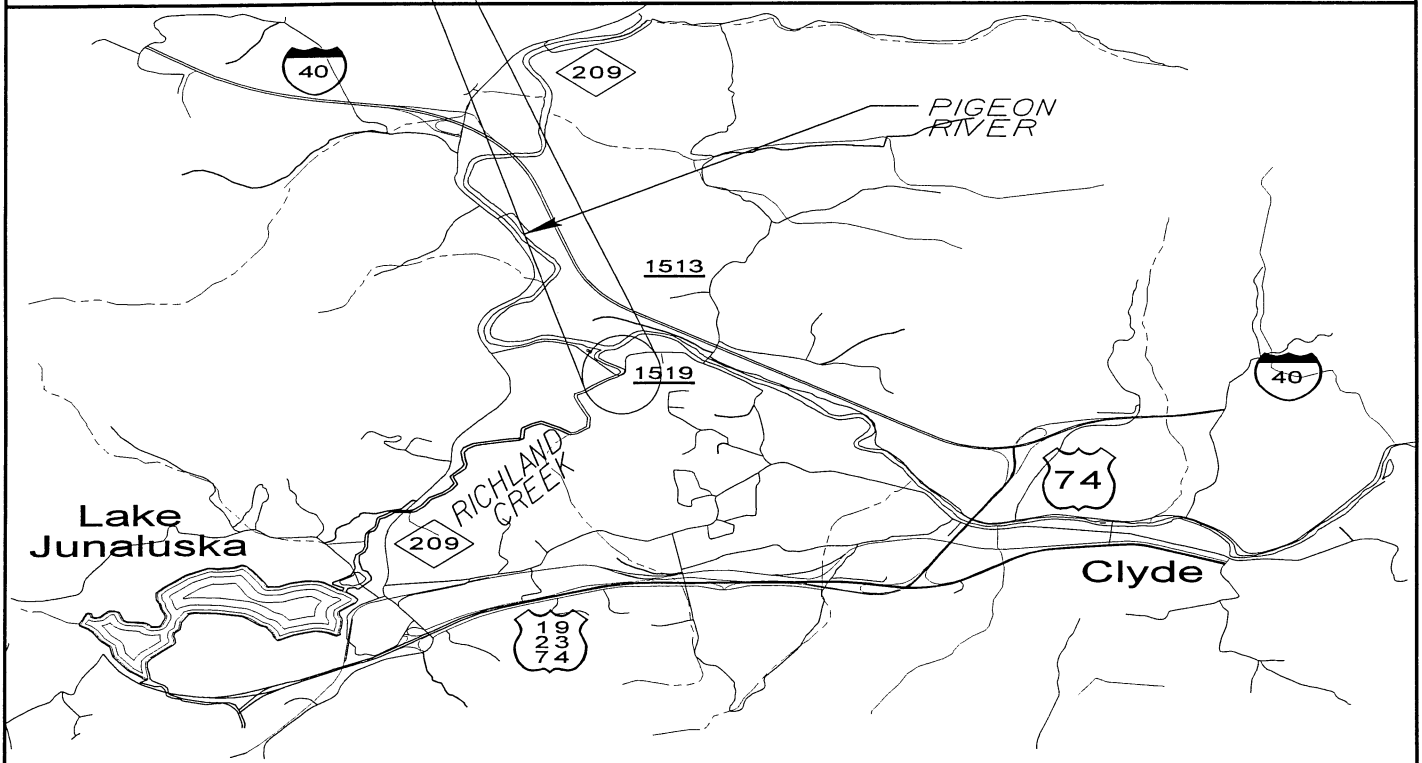 40
209
PIGEON
RIVER
1513
1519
40
74
RICHLAND
CREEK
209
Lake
Junaluska
Clyde
19
23
74